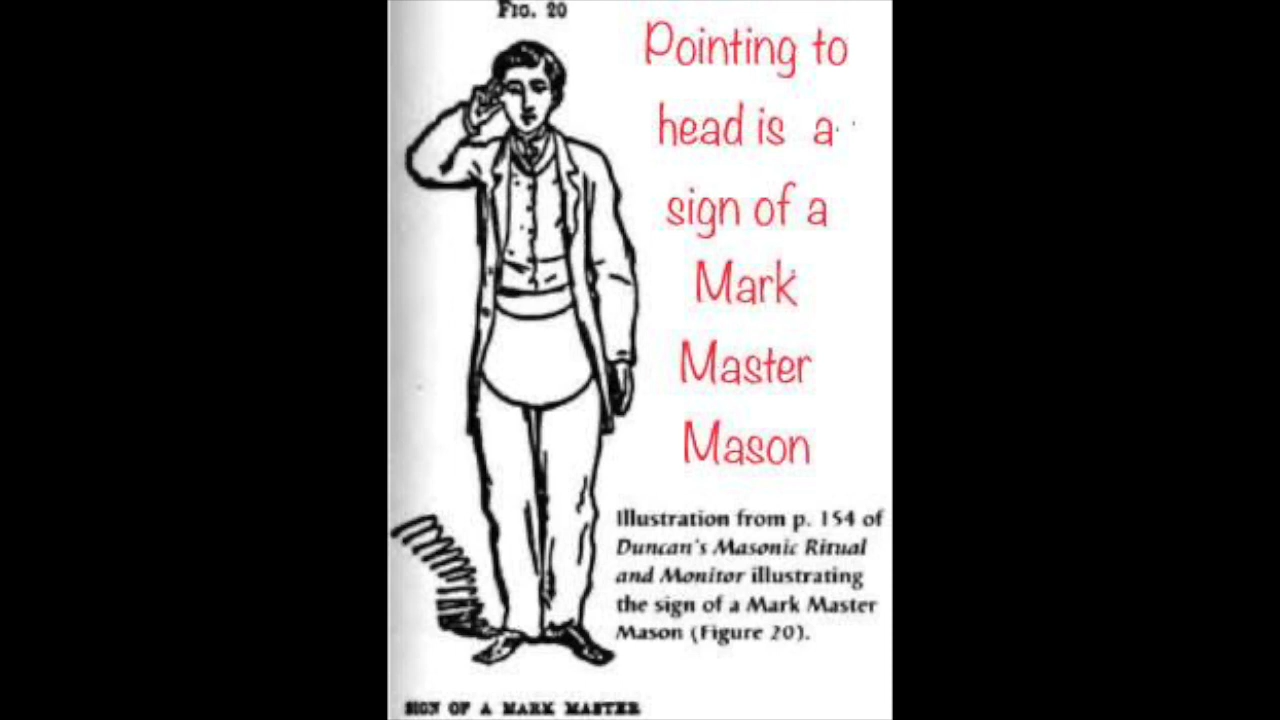 FIG. 20
Pointing to
head is a
sign of a
Mark
Master
Mason
Illustration from p. 154 of
Duncan's Masonic Ritual
and Monitor illustrating
the sign of a Mark Master
Mason (Figure 20).
SIGN OF A MARK MASTER